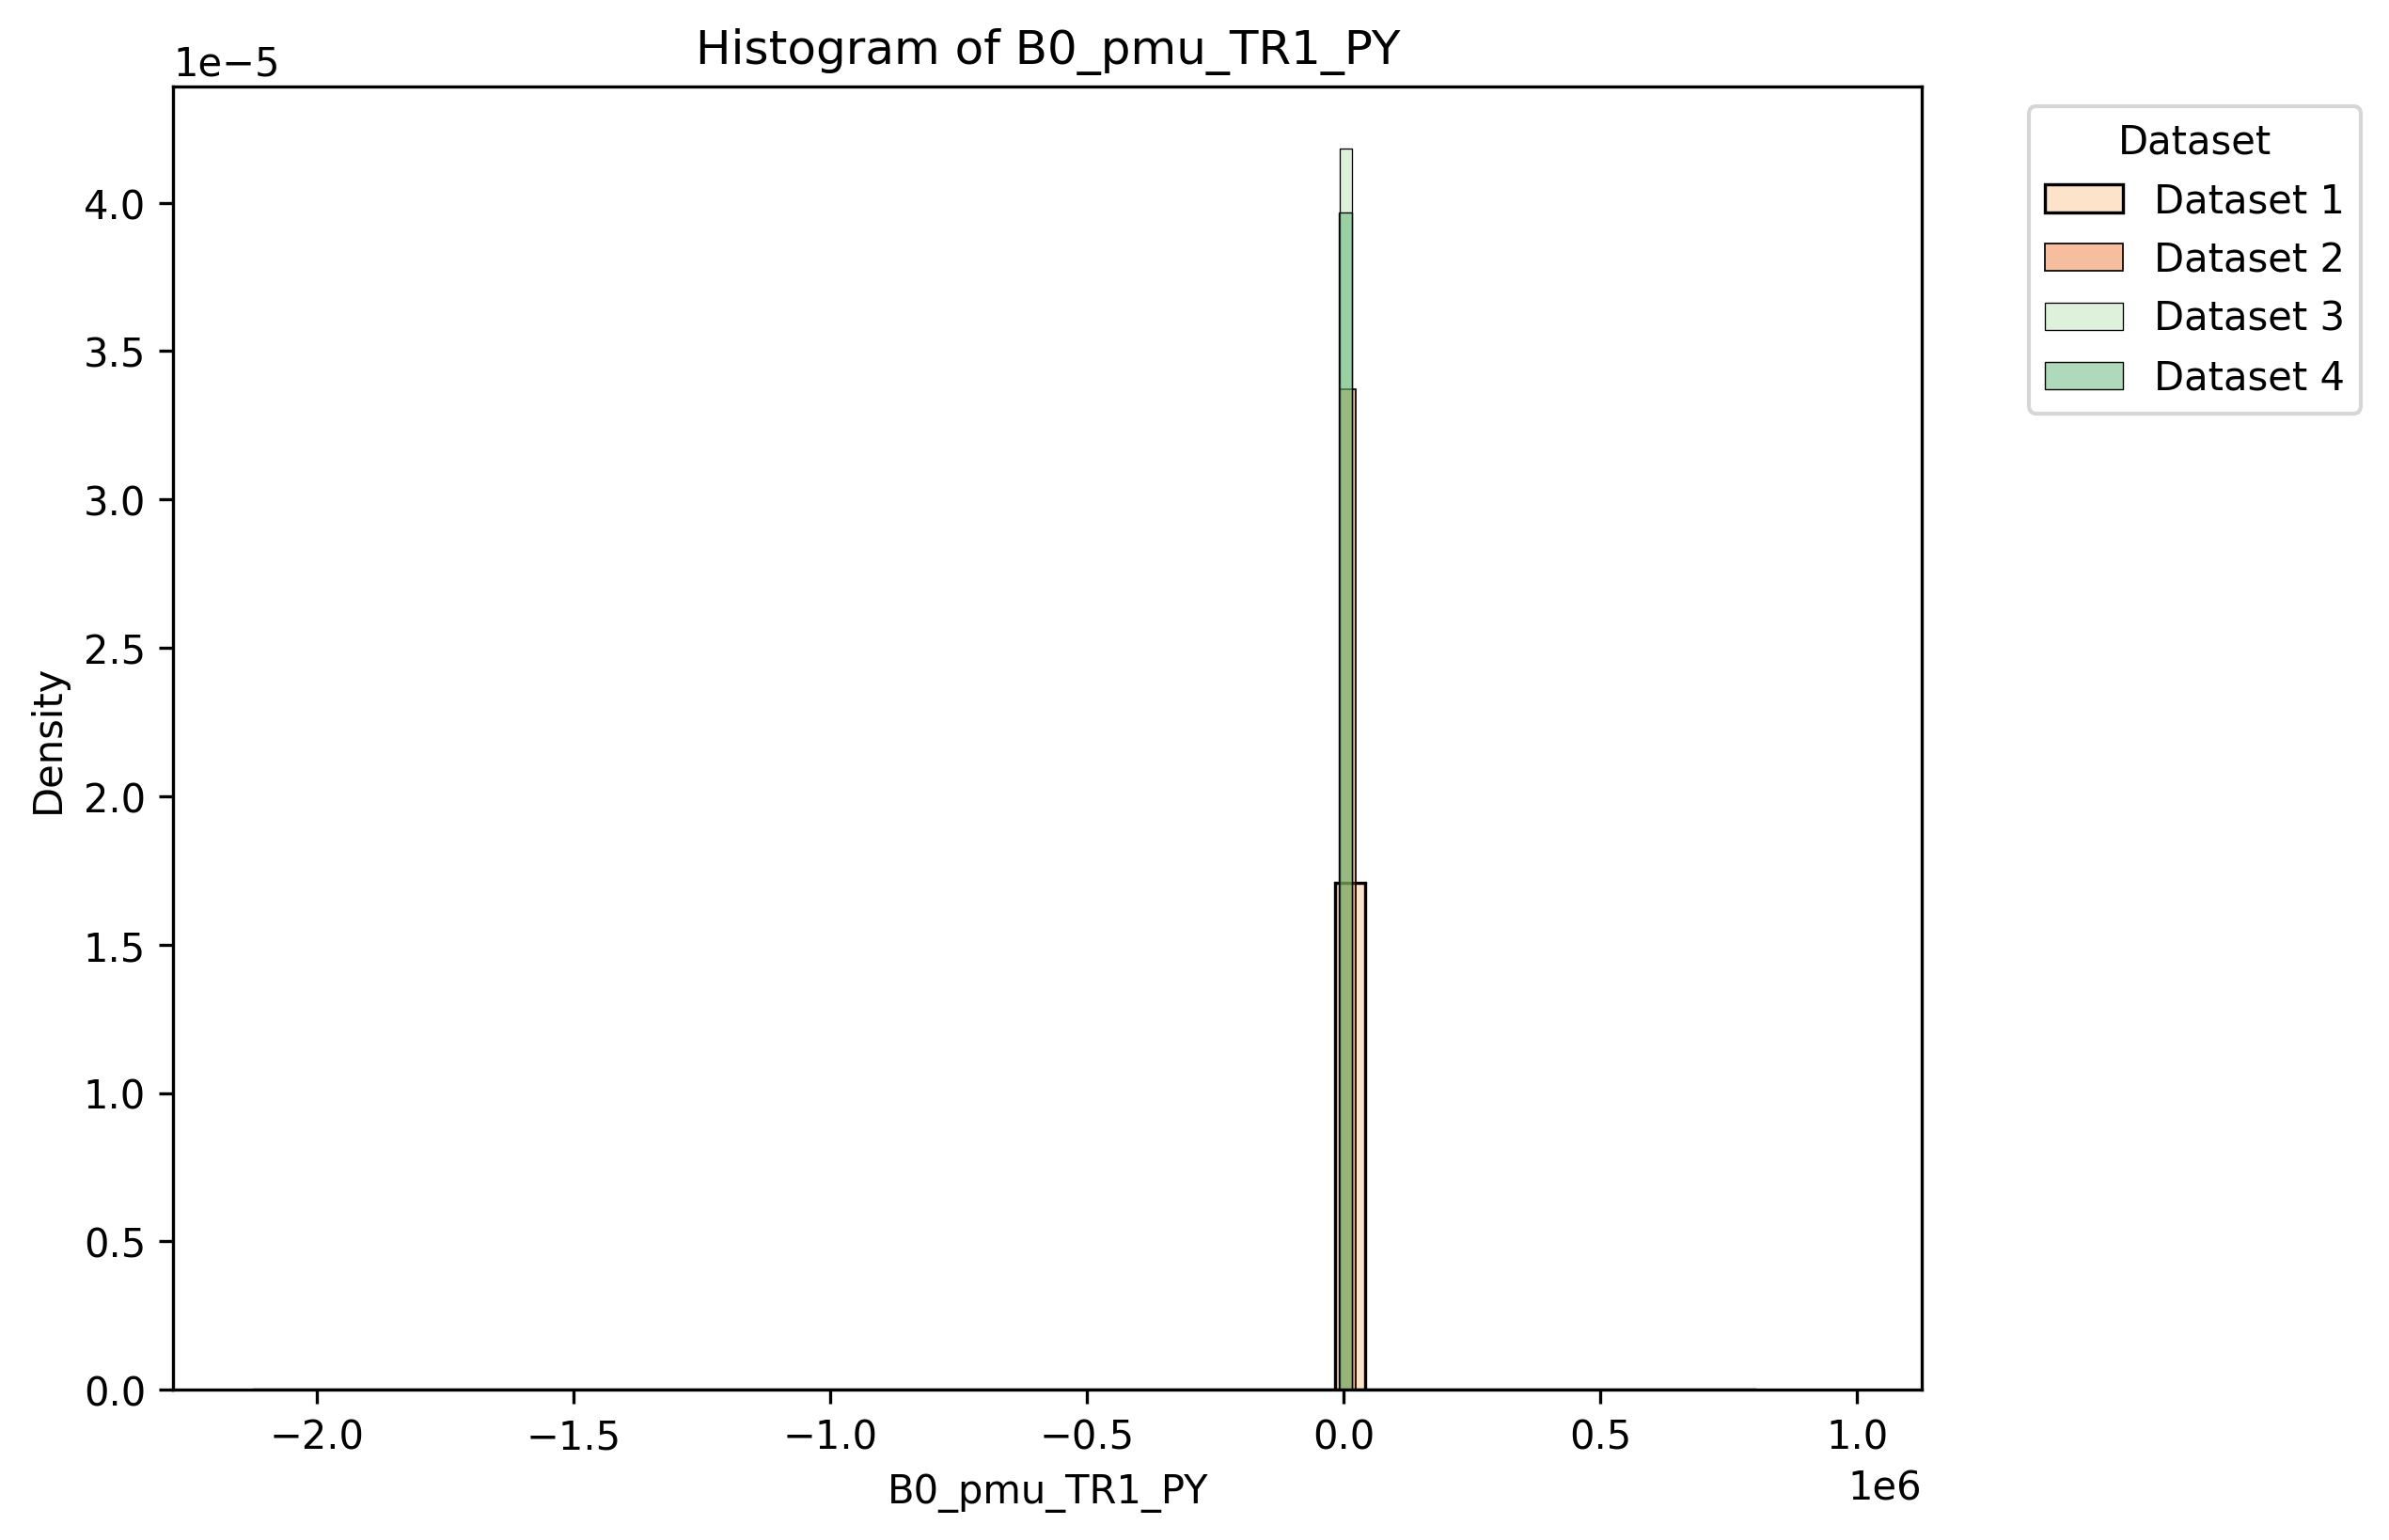 Histogram of B0_pmu_TR1_PY
1e−5
4.0
3.5
3.0
2.5
2.0
1.5
1.0
0.5
0.0
Density
−2.0 −1.5 −1.0 −0.5 0.0 0.5 1.0
1e6
B0_pmu_TR1_PY
Dataset
Dataset 1
Dataset 2
Dataset 3
Dataset 4